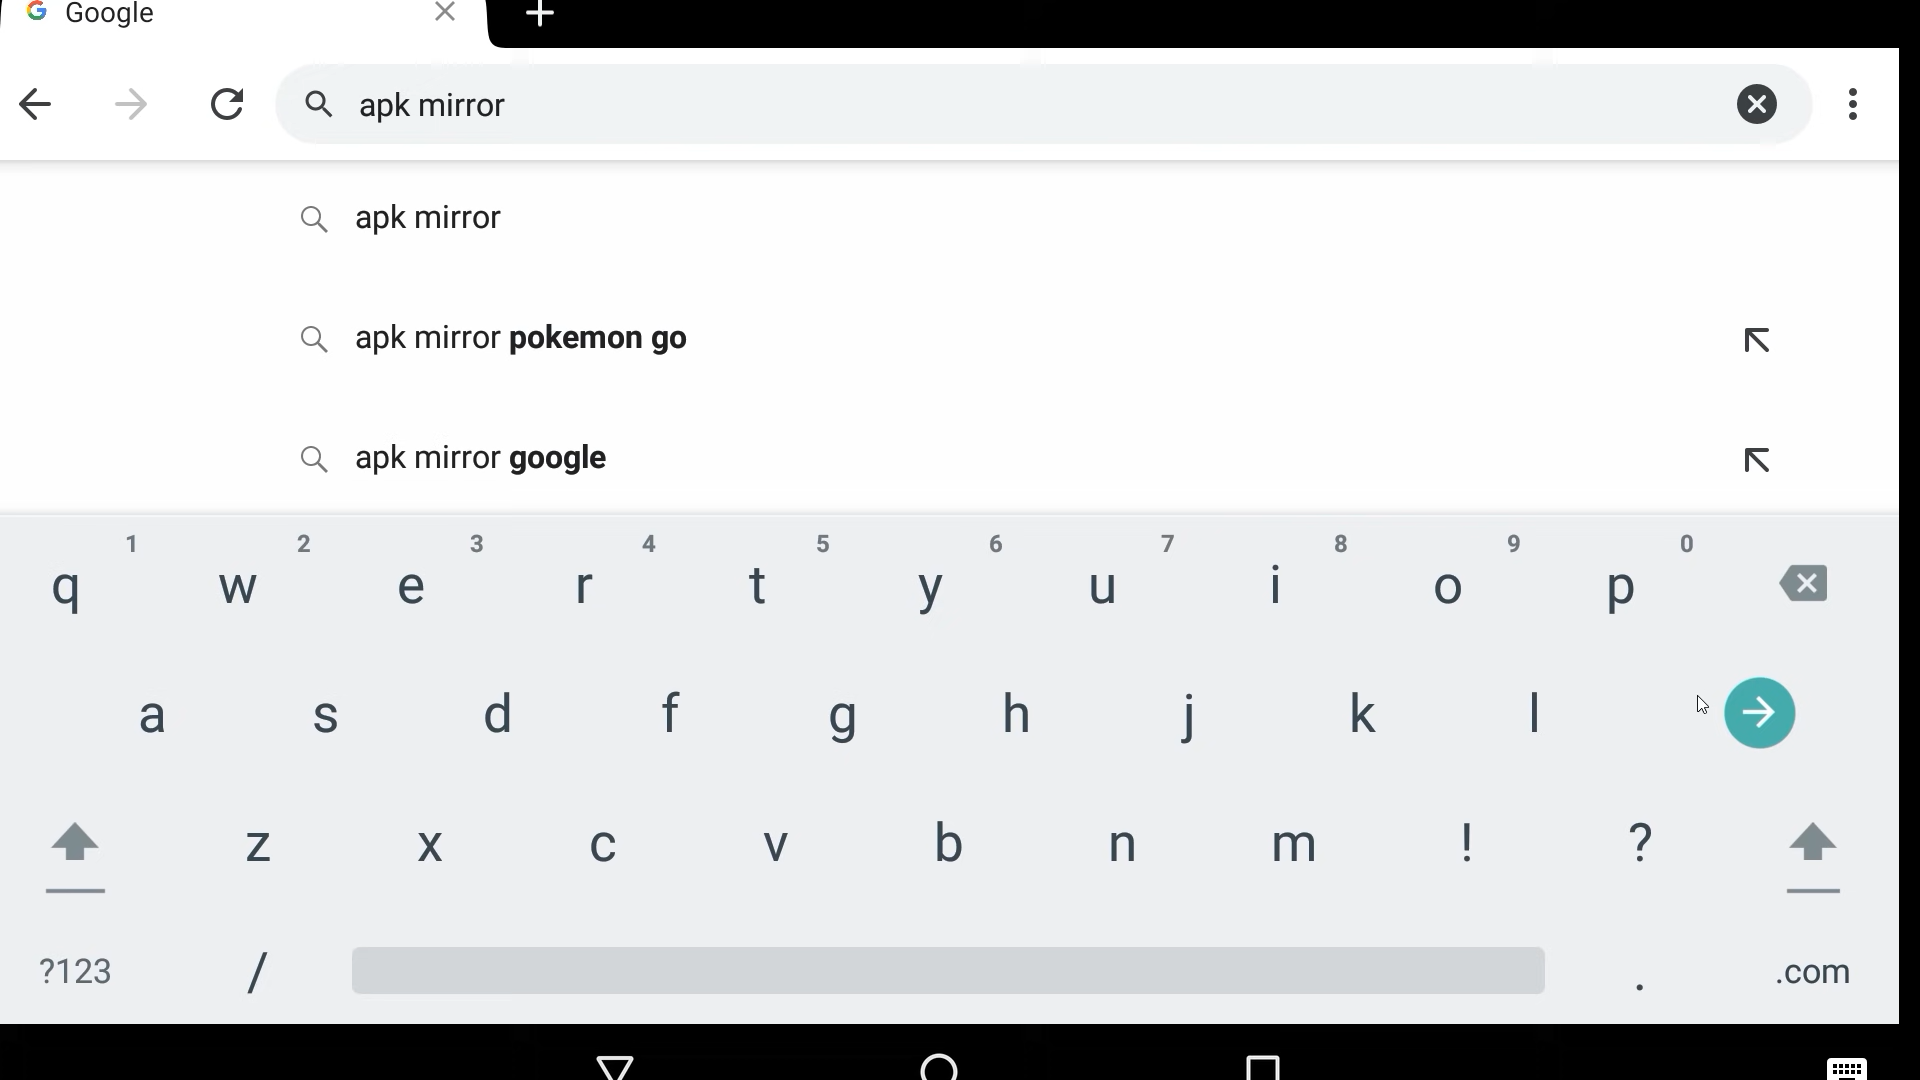 Google
apk mirror
apk mirror
apk mirror pokemon go
apk mirror google
1 2 3 4 5 6 7 8 9 0
q w e r t y u i o p
a s d f g h j k l
z x c v b n m ! ?
?123 / . .com